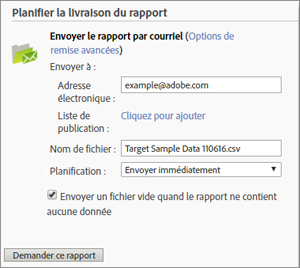 Planifier la livraison du rapport
Envoyer le rapport par courriel (Options de
remise avancées)
Envoyer à :
Adresse
électronique :
example@adobe.com
Liste de
publication :
Cliquez pour ajouter
Nom de fichier :
Target Sample Data 110616.csv
Planification :
Envoyer immédiatement
Envoyer un fichier vide quand le rapport ne contient
aucune donnée
Demander ce rapport